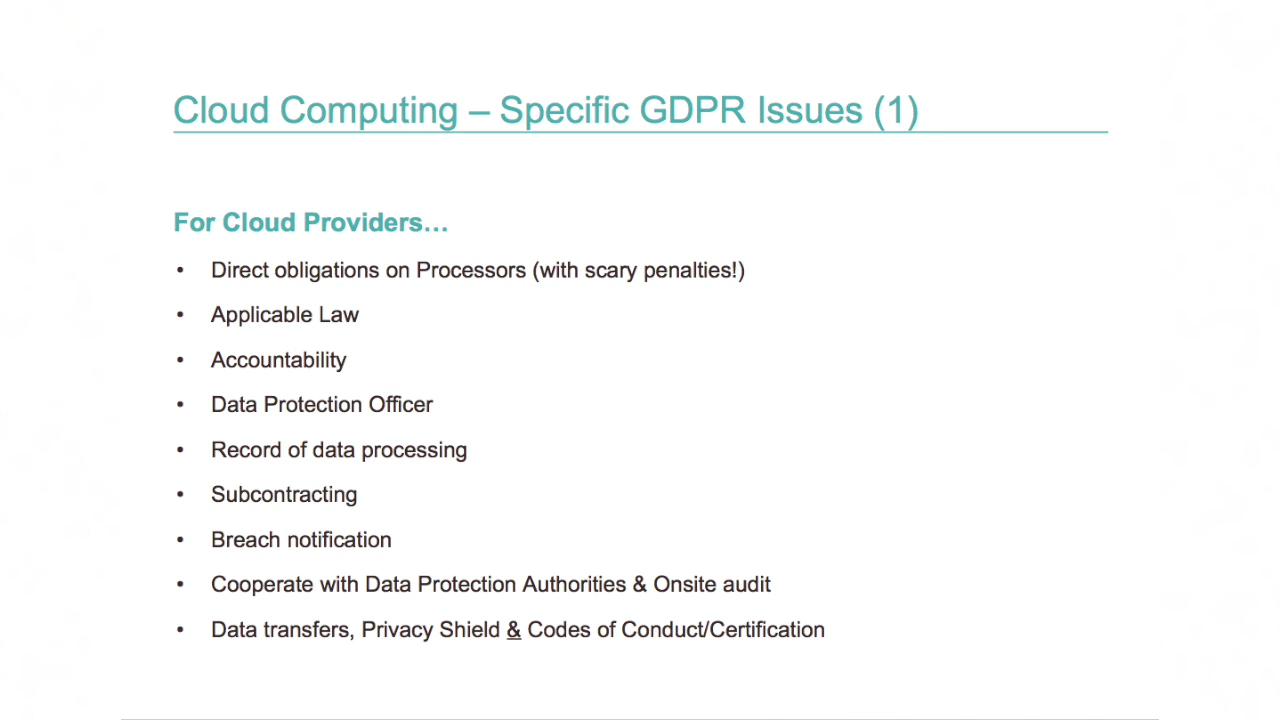 Cloud Computing – Specific GDPR Issues (1)
For Cloud Providers…
• Direct obligations on Processors (with scary penalties!)
• Applicable Law
• Accountability
• Data Protection Officer
• Record of data processing
• Subcontracting
• Breach notification
• Cooperate with Data Protection Authorities & Onsite audit
• Data transfers, Privacy Shield & Codes of Conduct/Certification